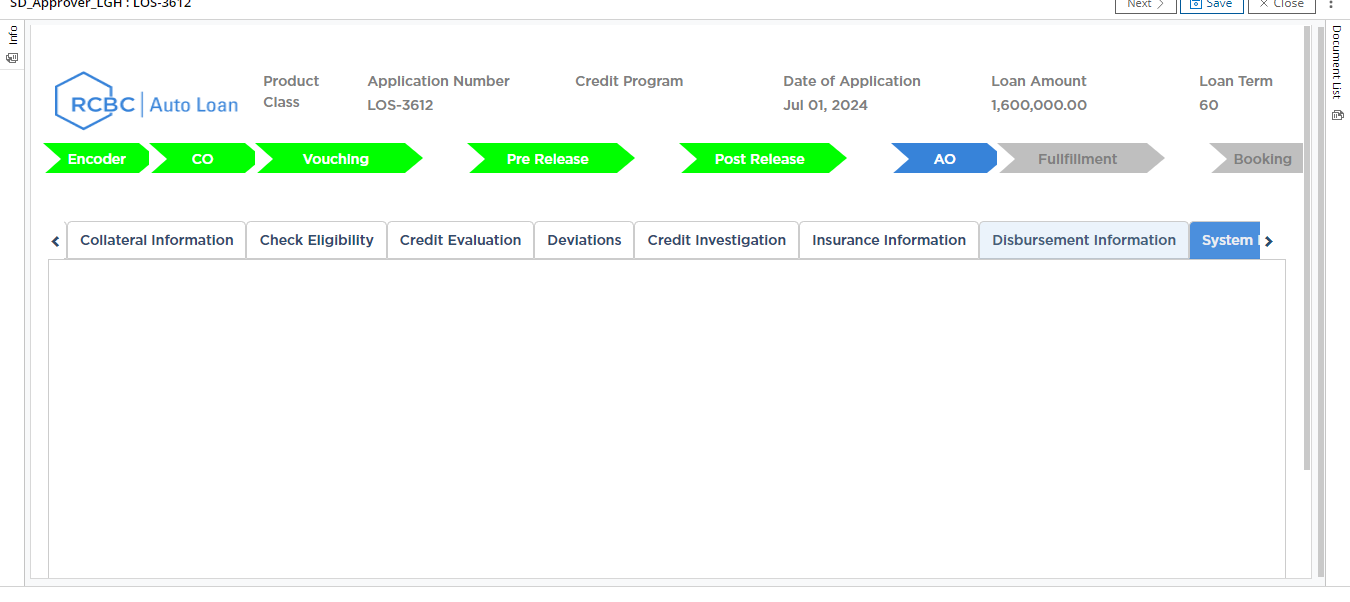 SD_Approver_LGH : LOS-3612
Next
Save
Close
Info
Document List
RCBC Auto Loan
Product Class
Application Number
LOS-3612
Credit Program
Date of Application
Jul 01, 2024
Loan Amount
1,600,000.00
Loan Term
60
Encoder
CO
Vouching
Pre Release
Post Release
AO
Fullfillment
Booking
Collateral Information
Check Eligibility
Credit Evaluation
Deviations
Credit Investigation
Insurance Information
Disbursement Information
System